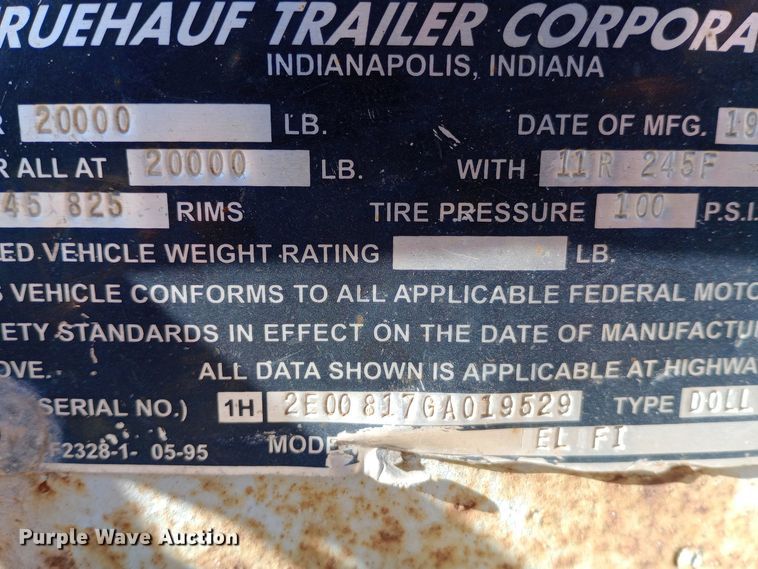 RUEHAUF TRAILER CORPORA
INDIANAPOLIS, INDIANA
R 20000 LB. DATE OF MFG. 19
R ALL AT 20000 LB. WITH 11R 245F
45 825 RIMS TIRE PRESSURE 100 P.S.I.
ED VEHICLE WEIGHT RATING LB.
S VEHICLE CONFORMS TO ALL APPLICABLE FEDERAL MOTO
ETY STANDARDS IN EFFECT ON THE DATE OF MANUFACTU
OVE. ALL DATA SHOWN IS APPLICABLE AT HIGHWA
SERIAL NO.) 1H 2E00817GA019529 TYPE DOLL
F2328-1- 05-95 MOD EL FI
Purple Wave Auction